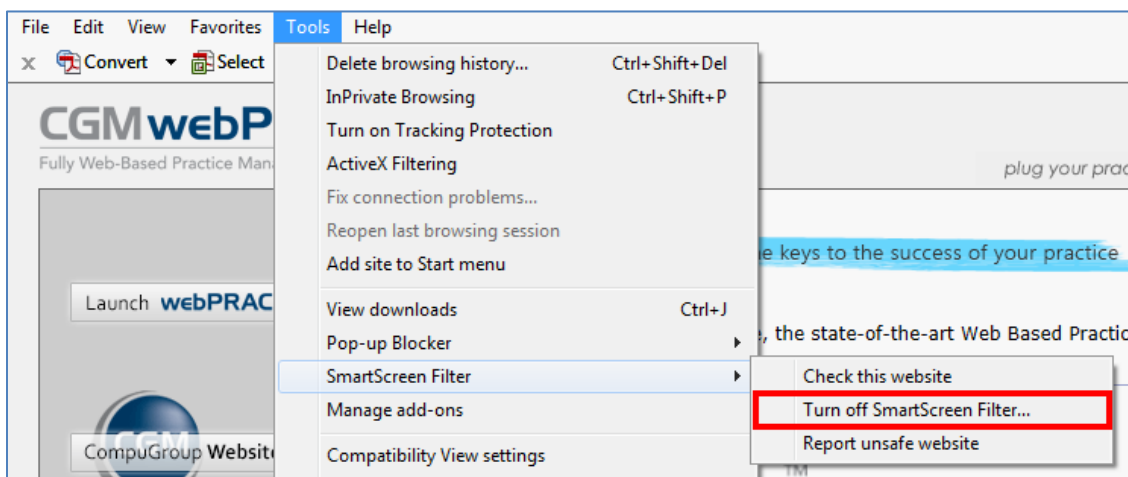 File Edit View Favorites Tools Help
x Convert Select
Delete browsing history... Ctrl+Shift+Del
InPrivate Browsing Ctrl+Shift+P
Turn on Tracking Protection
ActiveX Filtering
Fix connection problems...
Reopen last browsing session
Add site to Start menu
View downloads Ctrl+J
Pop-up Blocker
SmartScreen Filter
Manage add-ons
Compatibility View settings
Check this website
Turn off SmartScreen Filter...
Report unsafe website
CGM webP
Fully Web-Based Practice Man
plug your prac
e keys to the success of your practice
Launch webPRAC
, the state-of-the-art Web Based Practic
CGM
CompuGroup Websit
TM